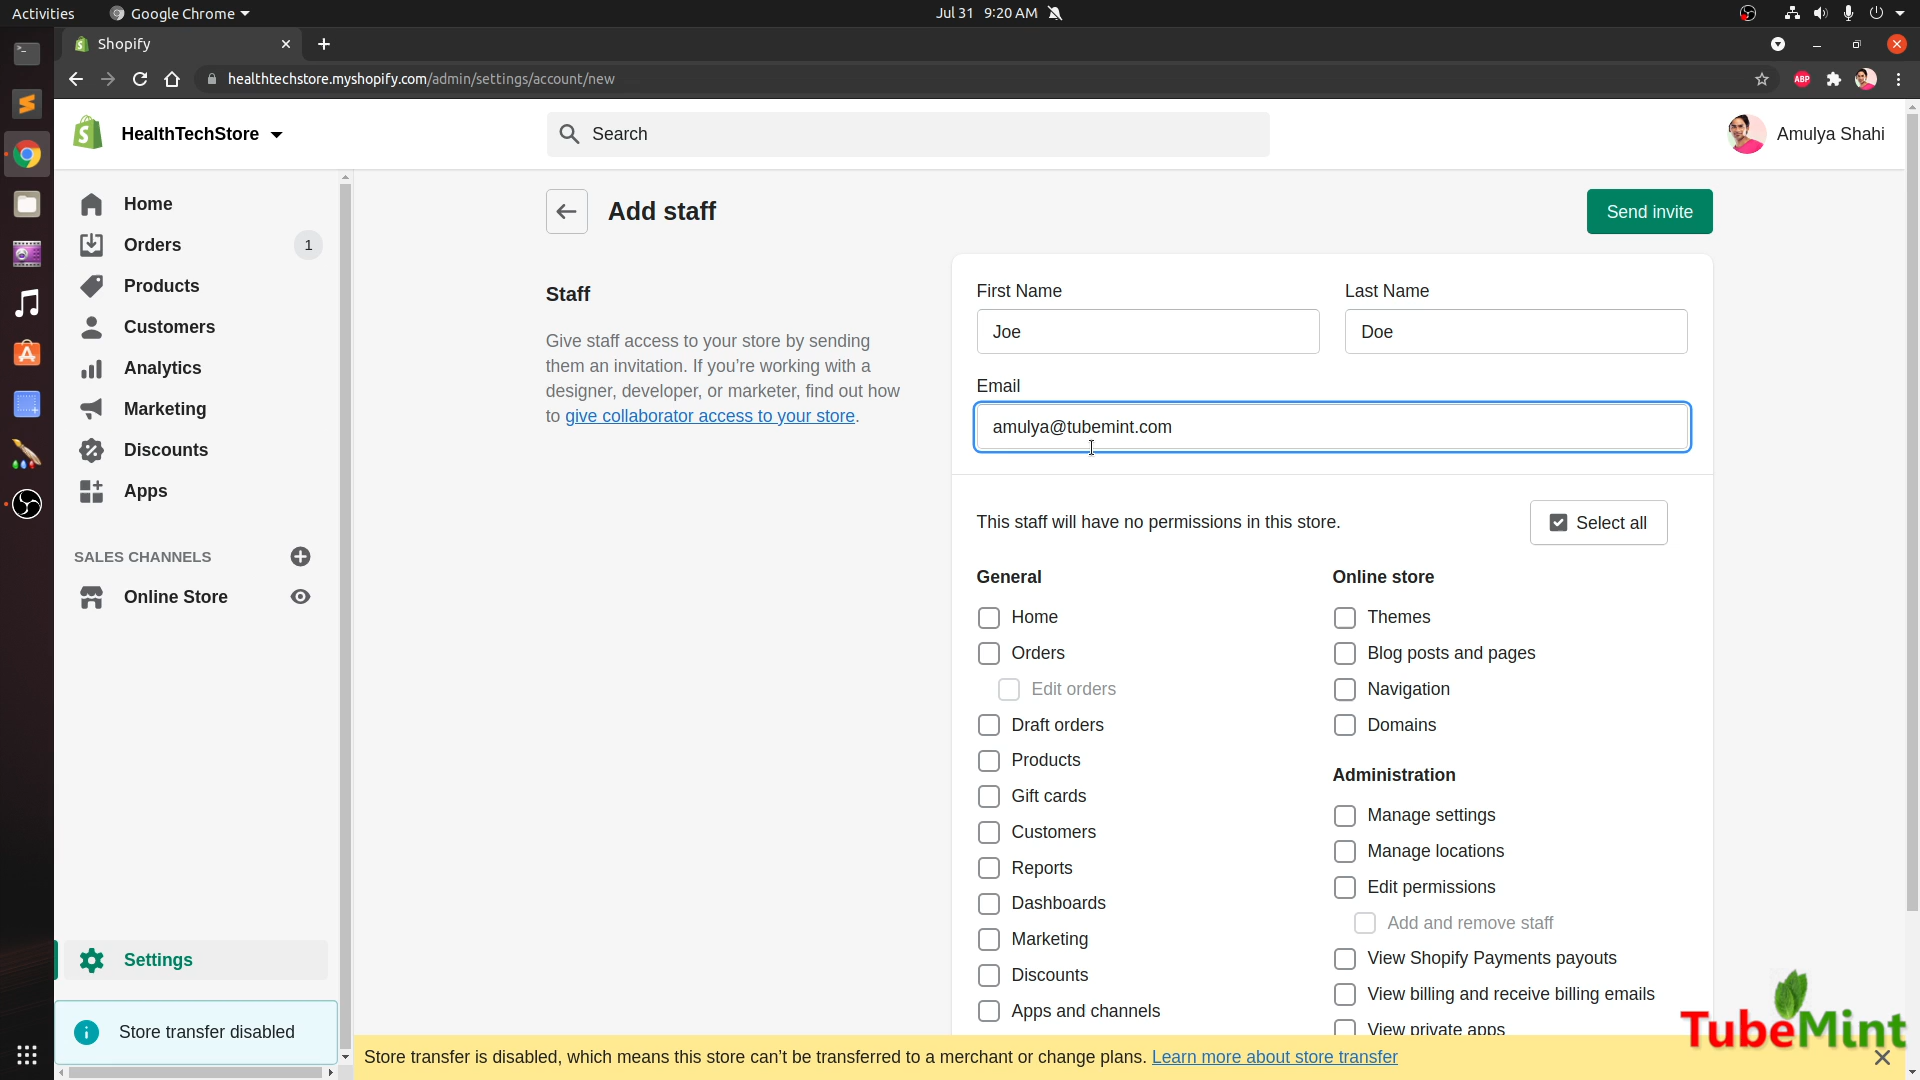 Activities
Google Chrome
Jul 31 9:20 AM
Shopify
healthtechstore.myshopify.com/admin/settings/account/new
ABP
HealthTechStore
Search
Amulya Shahi
Home
Orders
1
Products
Customers
Analytics
Marketing
Discounts
Apps
SALES CHANNELS
Online Store
Settings
Store transfer disabled
Add staff
Send invite
Staff
Give staff access to your store by sending
them an invitation. If you’re working with a
designer, developer, or marketer, find out how
to give collaborator access to your store.
First Name
Last Name
Joe
Doe
Email
amulya@tubemint.com
This staff will have no permissions in this store.
Select all
General
Home
Orders
Edit orders
Draft orders
Products
Gift cards
Customers
Reports
Dashboards
Marketing
Discounts
Apps and channels
Online store
Themes
Blog posts and pages
Navigation
Domains
Administration
Manage settings
Manage locations
Edit permissions
Add and remove staff
View Shopify Payments payouts
View billing and receive billing emails
View private apps
TubeMint
Store transfer is disabled, which means this store can’t be transferred to a merchant or change plans. Learn more about store transfer